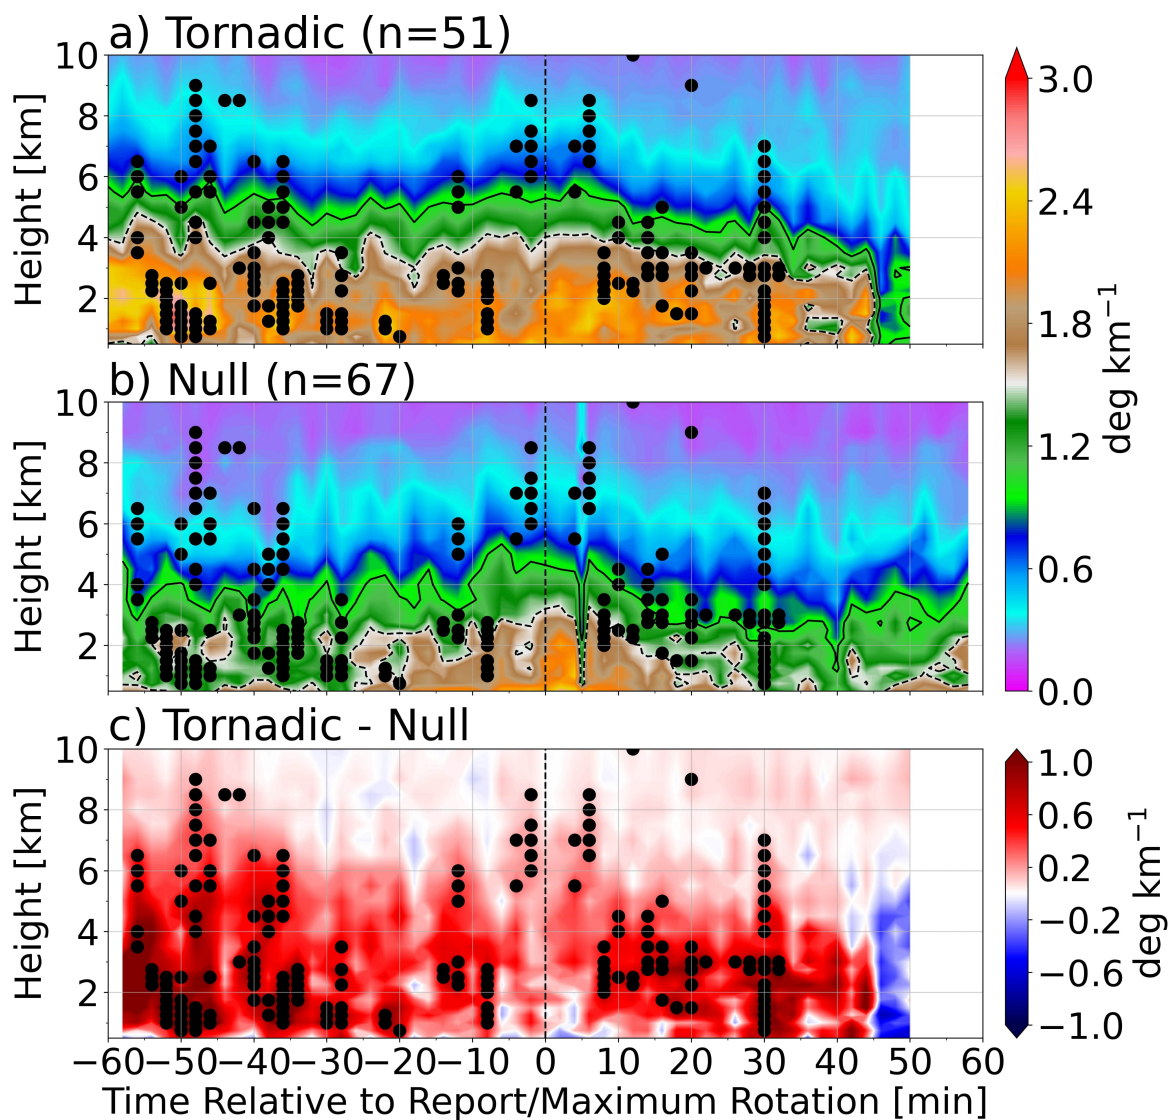 a) Tornadic (n=51)
10
8
6
4
2
Height [km]
b) Null (n=67)
10
8
6
4
2
Height [km]
3.0
2.4
1.8
1.2
0.6
0.0
deg km−1
c) Tornadic - Null
10
8
6
4
2
Height [km]
1.0
0.6
0.2
−0.2
−0.6
−1.0
deg km−1
−60 −50 −40 −30 −20 −10 0 10 20 30 40 50 60
Time Relative to Report/Maximum Rotation [min]